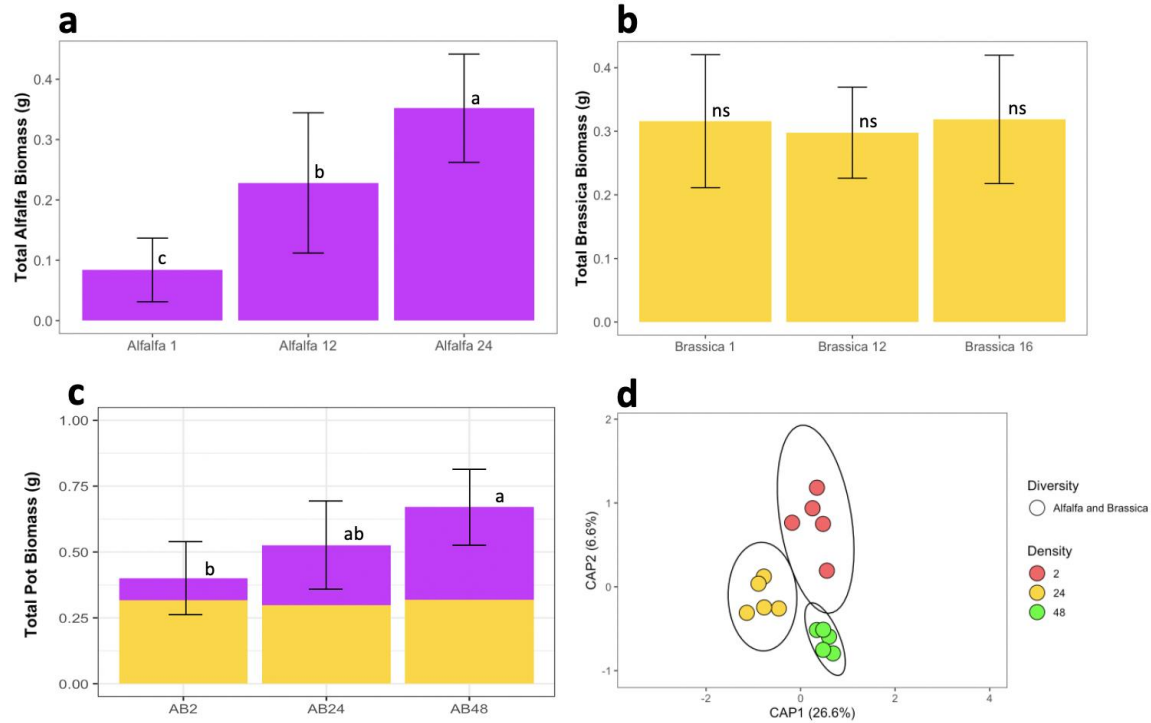 a
Total Alfalfa Biomass (g)
0.4
0.3
0.2
0.1
0.0
c
b
a
Alfalfa 1
Alfalfa 12
Alfalfa 24
b
Total Brassica Biomass (g)
0.4
0.3
0.2
0.1
0.0
ns
ns
ns
Brassica 1
Brassica 12
Brassica 16
c
Total Pot Biomass (g)
1.00
0.75
0.50
0.25
0.00
b
ab
a
AB2
AB24
AB48
d
CAP2 (6.6%)
2
1
0
-1
-2
0
2
4
CAP1 (26.6%)
Diversity
Alfalfa and Brassica
Density
2
24
48